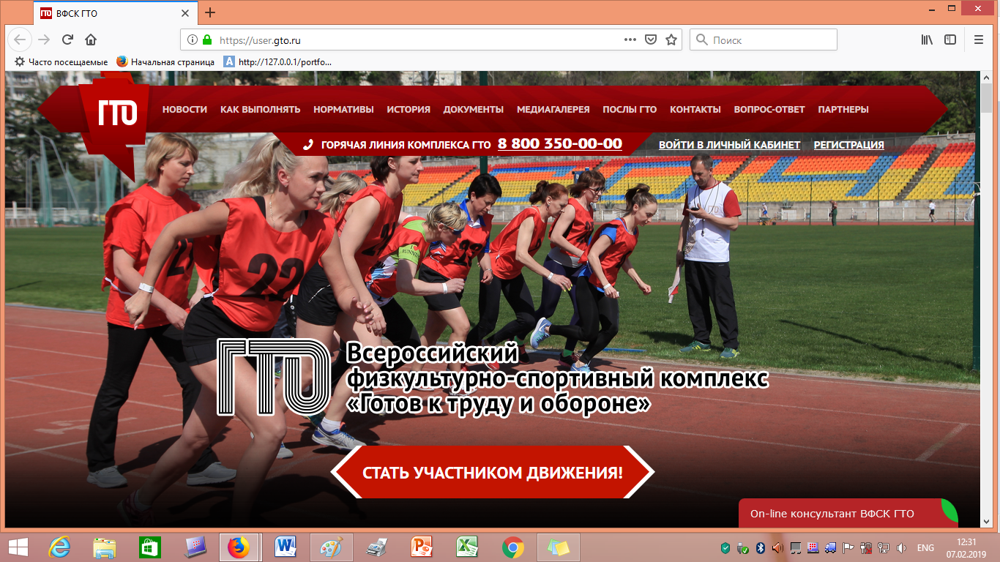 ВФСК ГТО
https://user.gto.ru
Поиск
Часто посещаемые
Начальная страница
http://127.0.0.1/portfo...
ГТО
НОВОСТИ
КАК ВЫПОЛНЯТЬ
НОРМАТИВЫ
ИСТОРИЯ
ДОКУМЕНТЫ
МЕДИАГАЛЕРЕЯ
ПОСЛЫ ГТО
КОНТАКТЫ
ВОПРОС-ОТВЕТ
ПАРТНЕРЫ
ГОРЯЧАЯ ЛИНИЯ КОМПЛЕКСА ГТО 8 800 350-00-00
ВОЙТИ В ЛИЧНЫЙ КАБИНЕТ
РЕГИСТРАЦИЯ
22
I ♥ RUNNING
ГТО
ГТО
Всероссийский
физкультурно-спортивный комплекс
«Готов к труду и обороне»
СТАТЬ УЧАСТНИКОМ ДВИЖЕНИЯ!
On-line консультант ВФСК ГТО
ENG
12:31
07.02.2019